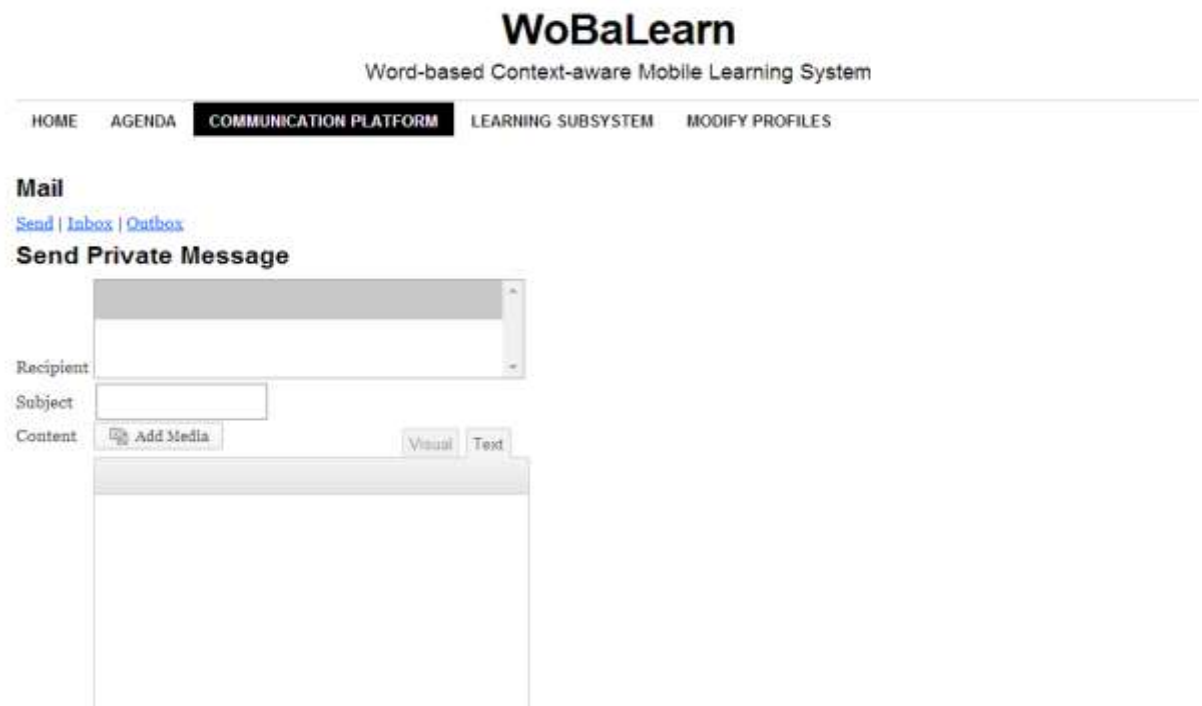 WoBaLearn
Word-based Context-aware Mobile Learning System
HOME AGENDA COMMUNICATION PLATFORM LEARNING SUBSYSTEM MODIFY PROFILES
Mail
Send | Inbox | Outbox
Send Private Message
Recipient
Subject
Content Add Media Visual Text